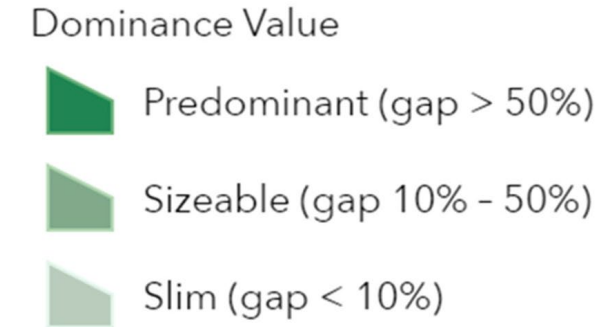 Dominance Value
Predominant (gap > 50%)
Sizeable (gap 10% – 50%)
Slim (gap < 10%)